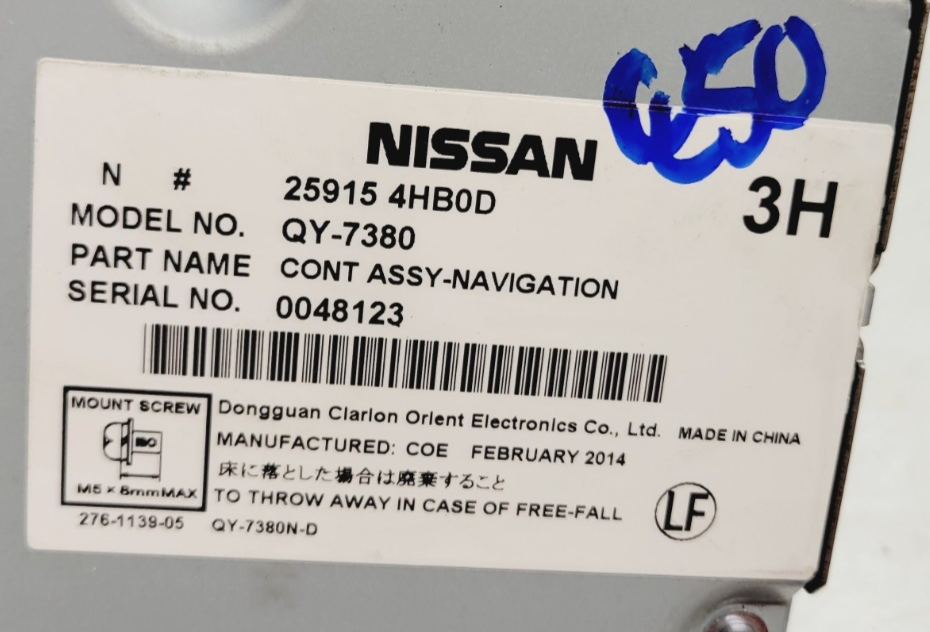 Q50
NISSAN
N # 25915 4HB0D
3H
MODEL NO. QY-7380
PART NAME CONT ASSY-NAVIGATION
SERIAL NO. 0048123
MOUNT SCREW
ISO
M5 × 8mmMAX
276-1139-05
Dongguan Clarion Orient Electronics Co., Ltd. MADE IN CHINA
MANUFACTURED: COE FEBRUARY 2014
床に落とした場合は廃棄すること
TO THROW AWAY IN CASE OF FREE-FALL
QY-7380N-D
LF